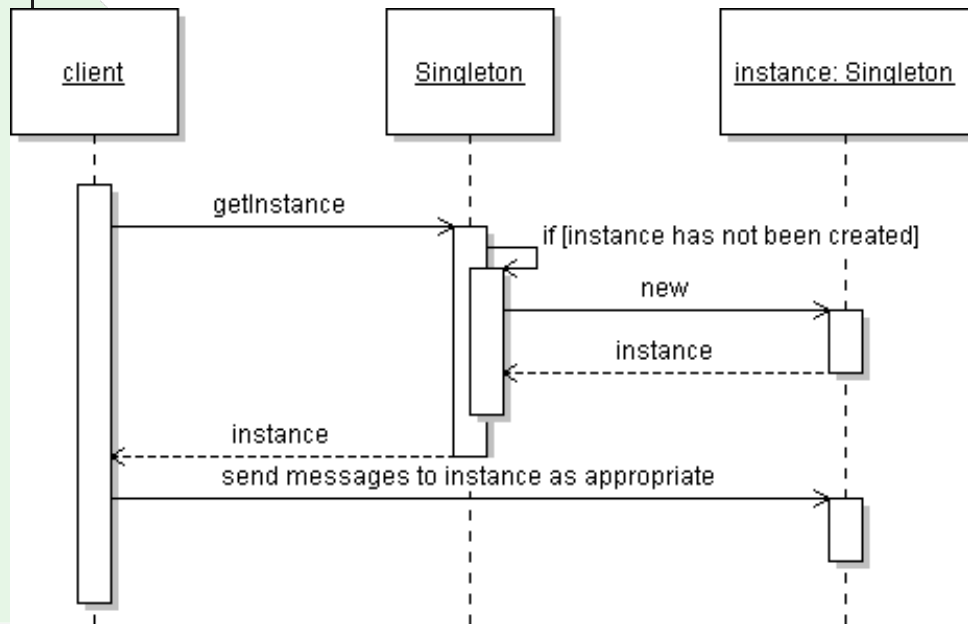 client
Singleton
instance: Singleton
getInstance
if [instance has not been created]
new
instance
instance
send messages to instance as appropriate